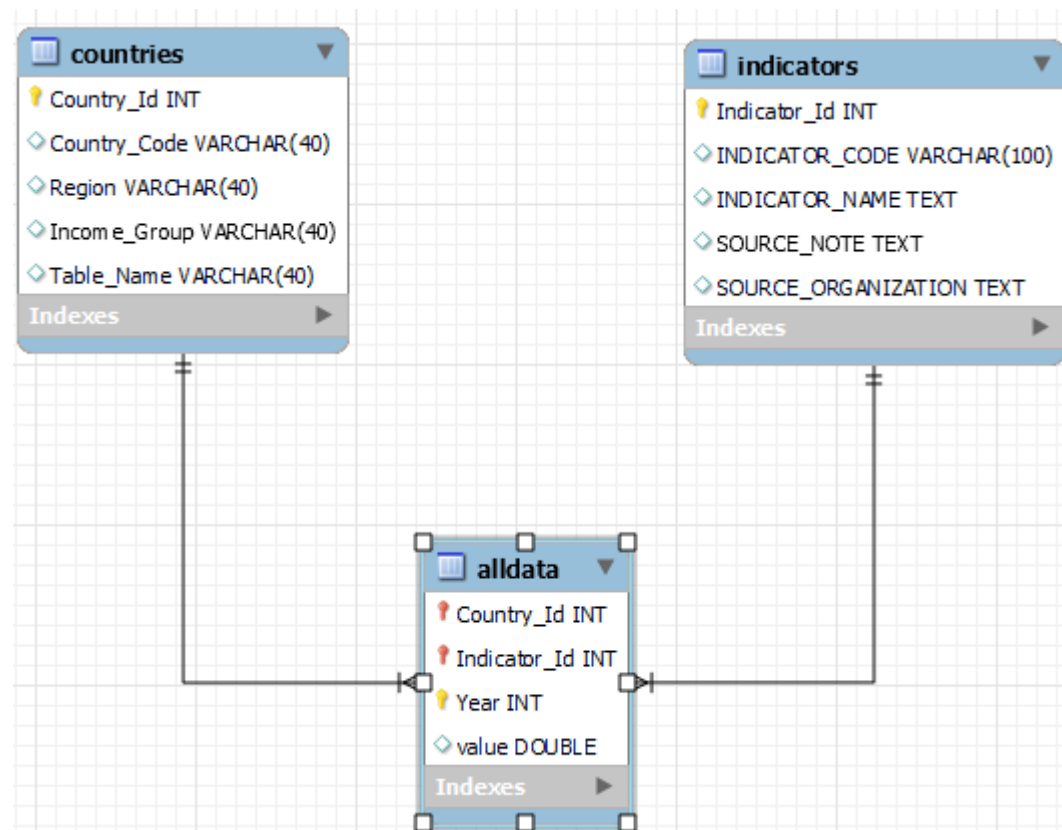 countries
Country_Id INT
Country_Code VARCHAR(40)
Region VARCHAR(40)
Income_Group VARCHAR(40)
Table_Name VARCHAR(40)
Indexes
indicators
Indicator_Id INT
INDICATOR_CODE VARCHAR(100)
INDICATOR_NAME TEXT
SOURCE_NOTE TEXT
SOURCE_ORGANIZATION TEXT
Indexes
alldata
Country_Id INT
Indicator_Id INT
Year INT
value DOUBLE
Indexes